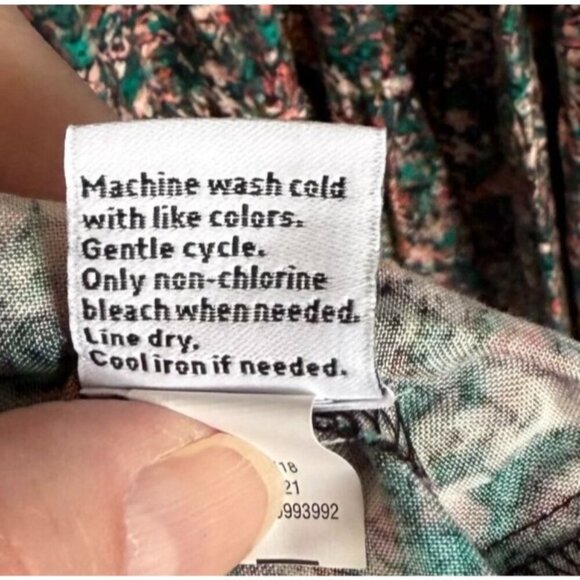 Machine wash cold
with like colors.
Gentle cycle.
Only non-chlorine
bleach when needed.
Line dry.
Cool iron if needed.
18
21
993992